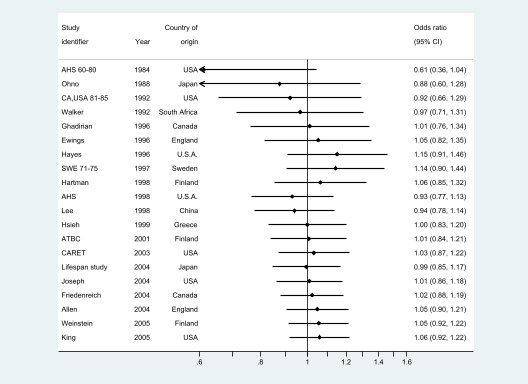 Study Country of Odds ratio
identifier Year origin (95% CI)
AHS 60-80 1984 USA 0.61 (0.36, 1.04)
Ohno 1988 Japan 0.88 (0.60, 1.28)
CA,USA 81-85 1992 USA 0.92 (0.66, 1.29)
Walker 1992 South Africa 0.97 (0.71, 1.31)
Ghadirian 1996 Canada 1.01 (0.76, 1.34)
Ewings 1996 England 1.05 (0.82, 1.35)
Hayes 1996 U.S.A. 1.15 (0.91, 1.46)
SWE 71-75 1997 Sweden 1.14 (0.90, 1.44)
Hartman 1998 Finland 1.06 (0.85, 1.32)
AHS 1998 U.S.A. 0.93 (0.77, 1.13)
Lee 1998 China 0.94 (0.78, 1.14)
Hsieh 1999 Greece 1.00 (0.83, 1.20)
ATBC 2001 Finland 1.01 (0.84, 1.21)
CARET 2003 USA 1.03 (0.87, 1.22)
Lifespan study 2004 Japan 0.99 (0.85, 1.17)
Joseph 2004 USA 1.01 (0.86, 1.18)
Friedenreich 2004 Canada 1.02 (0.88, 1.19)
Allen 2004 England 1.05 (0.90, 1.21)
Weinstein 2005 Finland 1.05 (0.92, 1.22)
King 2005 USA 1.06 (0.92, 1.22)
.6 .8 1 1.2 1.4 1.6